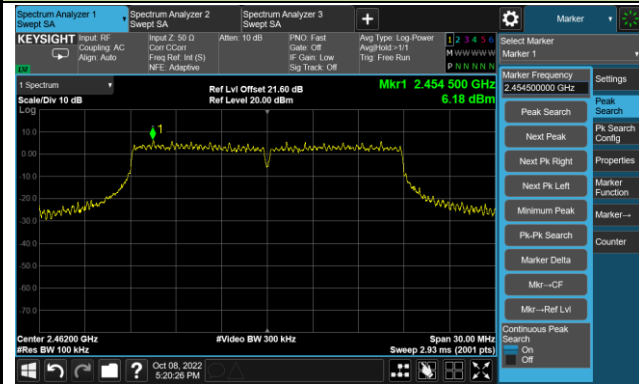 Spectrum Analyzer 1
Swept SA
Spectrum Analyzer 2
Swept SA
Spectrum Analyzer 3
Swept SA
+
Marker
KEYSIGHT
Input: RF
Coupling: AC
Align: Auto
Input Z: 50 Ω
Corr CCorr
Freq Ref: Int (S)
NFE: Adaptive
Atten: 10 dB
PNO: Fast
Gate: Off
IF Gain: Low
Sig Track: Off
Avg Type: Log-Power
Avg|Hold:>1/1
Trig: Free Run
1 2 3 4 5 6
M W W W W W
P N N N N N
Select Marker
Marker 1
LXI
1 Spectrum
Scale/Div 10 dB
Ref Lvl Offset 21.60 dB
Ref Level 20.00 dBm
Mkr1 2.454 500 GHz
6.18 dBm
Log
10.0
0.00
-10.0
-20.0
-30.0
-40.0
-50.0
-60.0
-70.0
1
Center 2.46200 GHz
#Res BW 100 kHz
#Video BW 300 kHz
Span 30.00 MHz
Sweep 2.93 ms (2001 pts)
Marker Frequency
2.454500000 GHz
Peak Search
Next Peak
Next Pk Right
Next Pk Left
Minimum Peak
Pk-Pk Search
Marker Delta
Mkr→CF
Mkr→Ref Lvl
Continuous Peak
Search
On
Off
Settings
Peak
Search
Pk Search
Config
Properties
Marker
Function
Marker→
Counter
?
Oct 08, 2022
5:20:26 PM